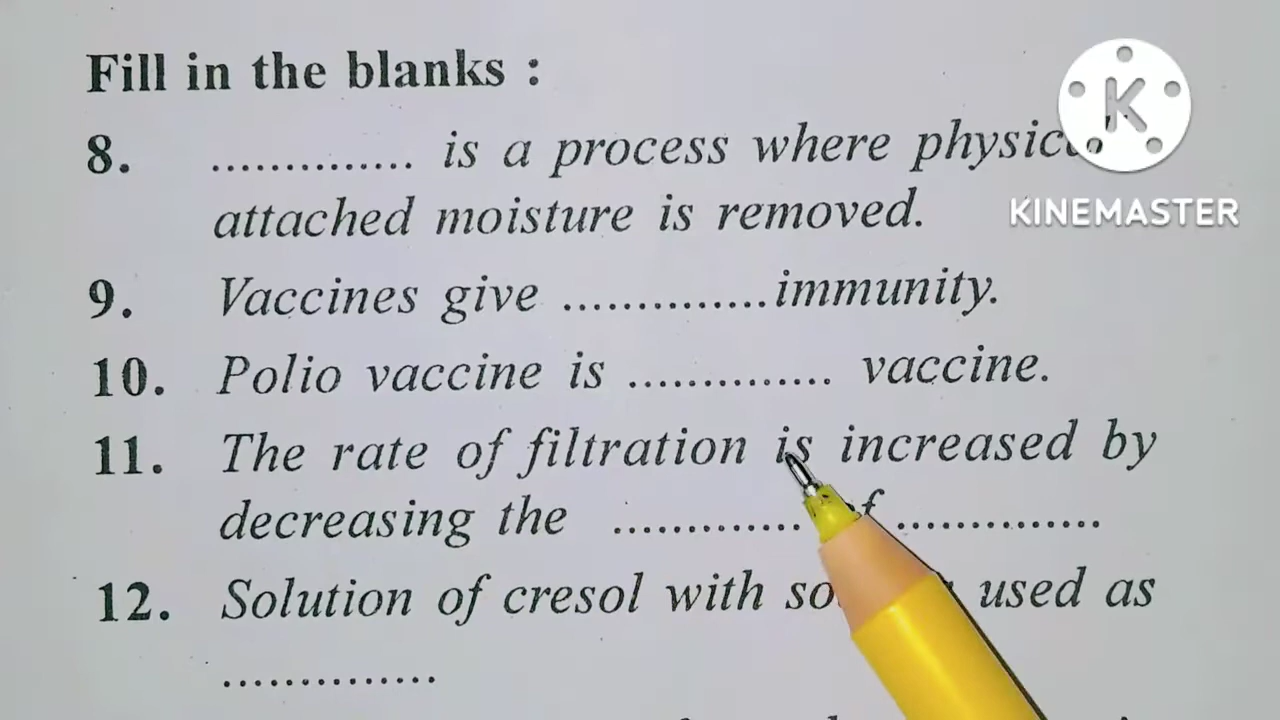 Fill in the blanks :
8. .............. is a process where
attached moisture is removed.
KINEMASTER
9. Vaccines give ..............immunity.
10. Polio vaccine is .............. vaccine.
11. The rate of filtration is increased by
decreasing the ............. of ..............
12. Solution of cresol with used as
...............